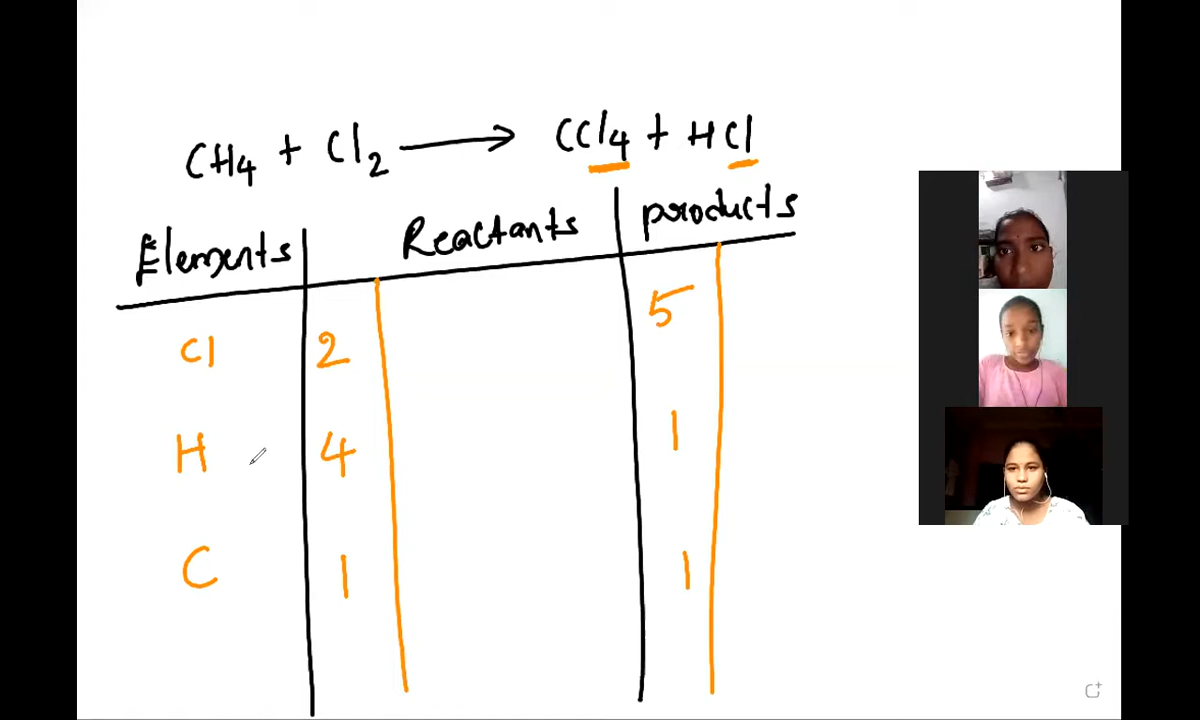 CH4 + Cl2 ⟶ CCl4 + HCl
Elements Reactants products
Cl 2 5
H 4 1
C 1 1